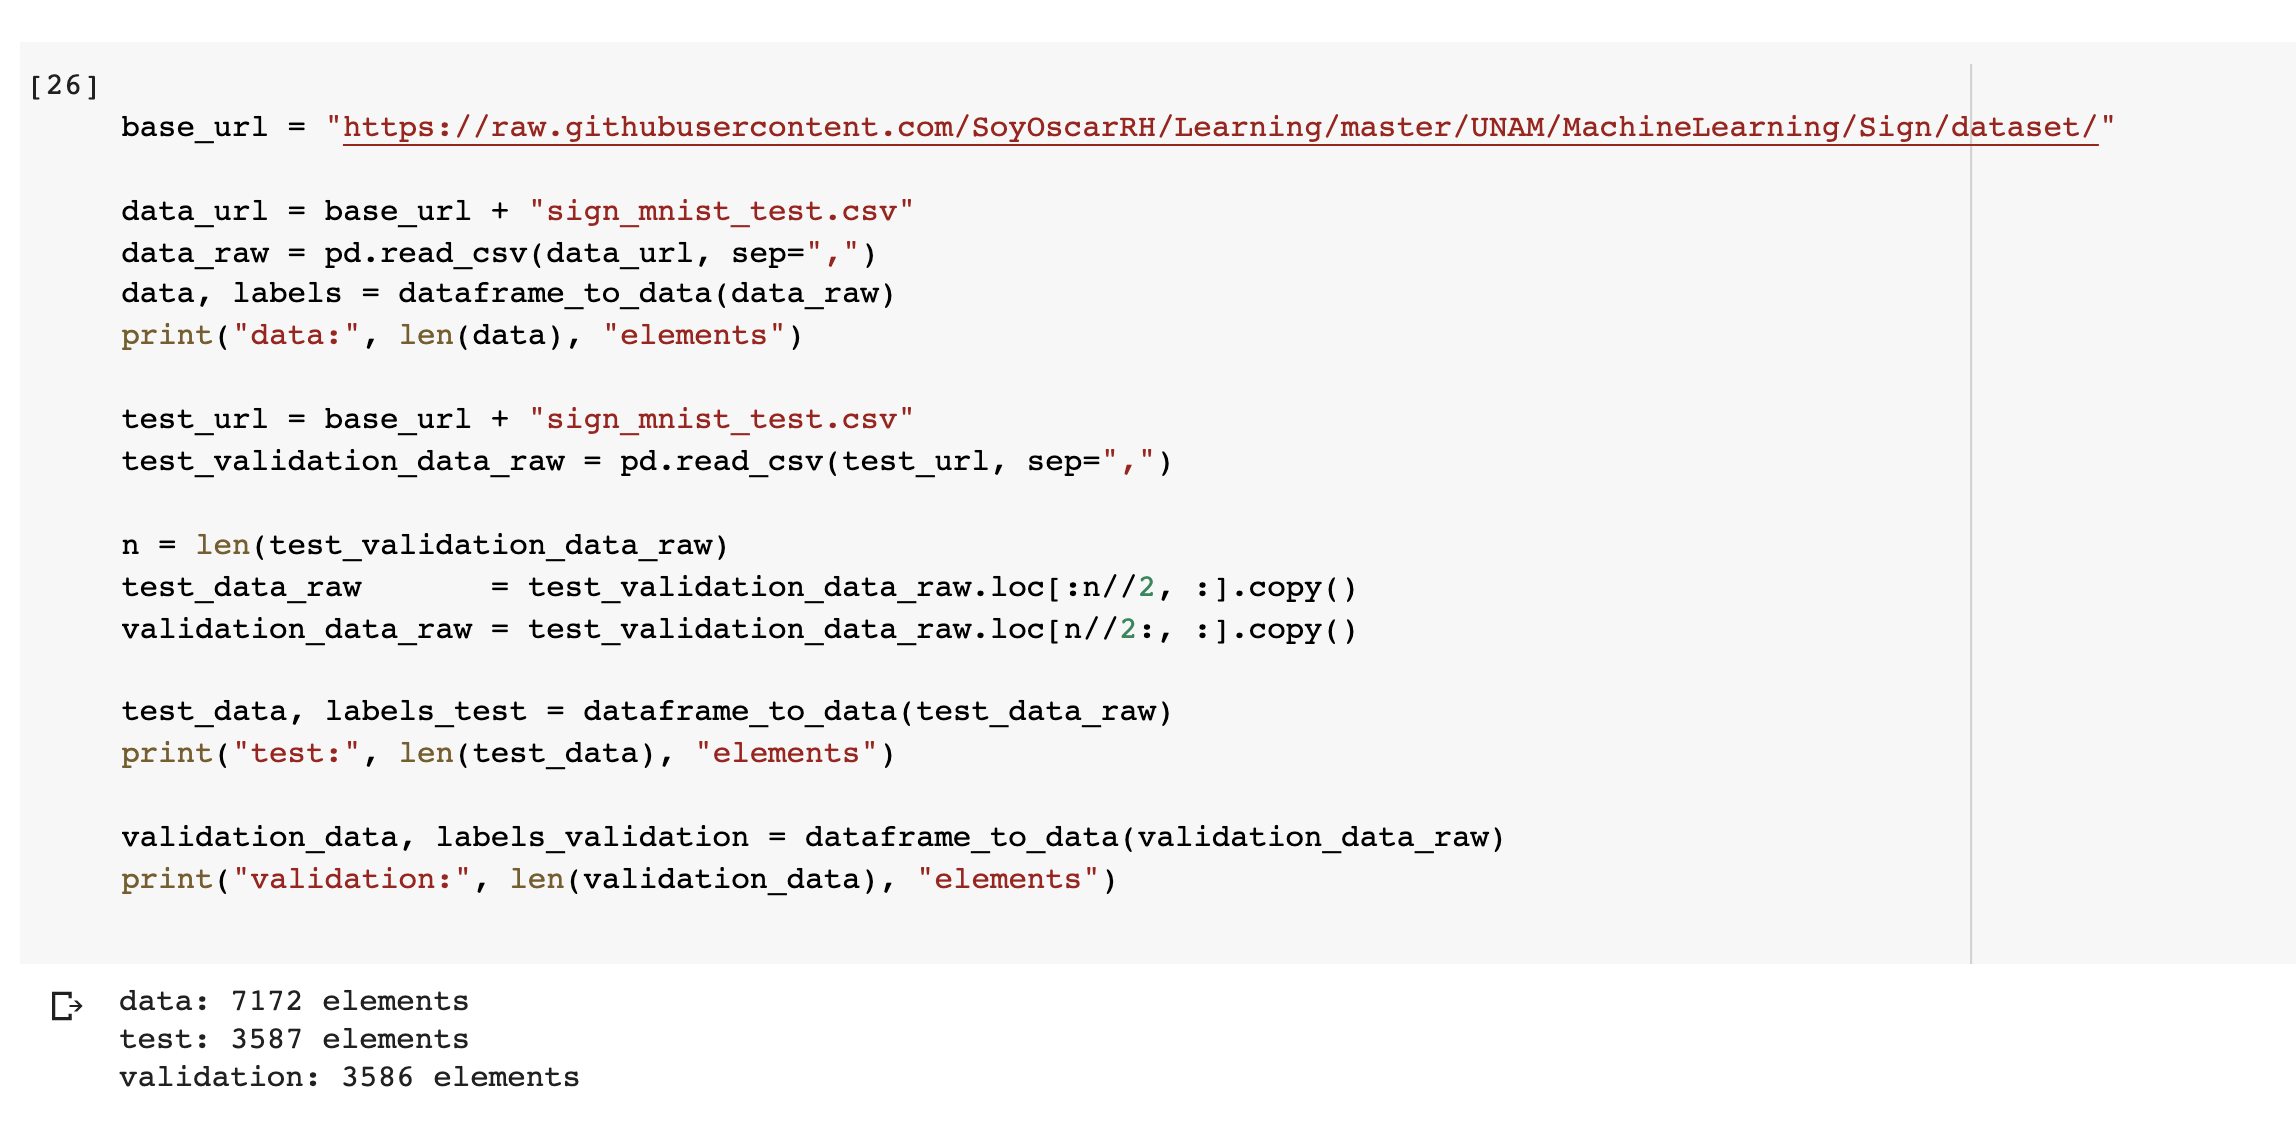 [26]
base_url = "https://raw.githubusercontent.com/SoyOscarRH/Learning/master/UNAM/MachineLearning/Sign/dataset/"
data_url = base_url + "sign_mnist_test.csv"
data_raw = pd.read_csv(data_url, sep=",")
data, labels = dataframe_to_data(data_raw)
print("data:", len(data), "elements")
test_url = base_url + "sign_mnist_test.csv"
test_validation_data_raw = pd.read_csv(test_url, sep=",")
n = len(test_validation_data_raw)
test_data_raw       = test_validation_data_raw.loc[:n//2, :].copy()
validation_data_raw = test_validation_data_raw.loc[n//2:, :].copy()
test_data, labels_test = dataframe_to_data(test_data_raw)
print("test:", len(test_data), "elements")
validation_data, labels_validation = dataframe_to_data(validation_data_raw)
print("validation:", len(validation_data), "elements")
data: 7172 elements
test: 3587 elements
validation: 3586 elements